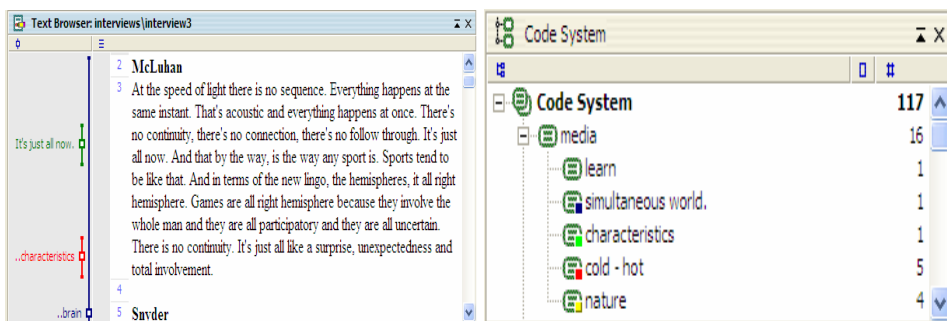 Text Browser: interviews\interview3
2 McLuhan
3 At the speed of light there is no sequence. Everything happens at the
same instant. That's acoustic and everything happens at once. There's
no continuity, there's no connection, there's no follow through. It's just
all now. And that by the way, is the way any sport is. Sports tend to
be like that. And in terms of the new lingo, the hemispheres, it all right
hemisphere. Games are all right hemisphere because they involve the
whole man and they are all participatory and they are all uncertain.
There is no continuity. It's just all like a surprise, unexpectedness and
total involvement.
4
5 Snyder
It's just all now.
..characteristics
..brain
Code System
Code System 117
media 16
learn 1
simultaneous world. 1
characteristics 1
cold - hot 5
nature 4